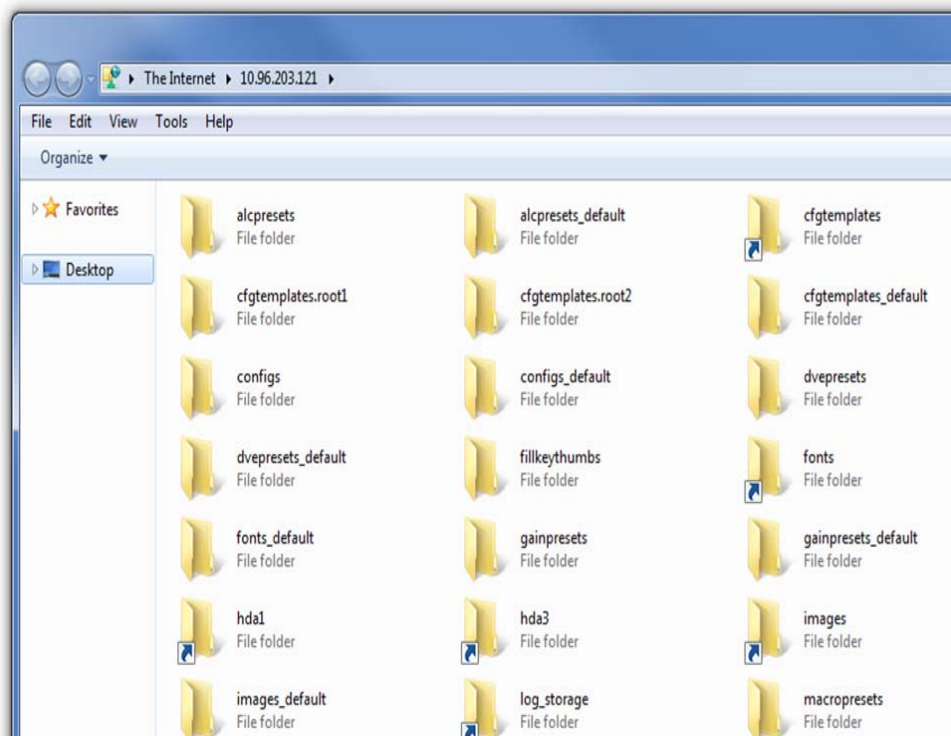 The Internet 10.96.203.121
File Edit View Tools Help
Organize
Favorites
Desktop
alcpresets
File folder
alcpresets_default
File folder
cfgtemplates
File folder
cfgtemplates.root1
File folder
cfgtemplates.root2
File folder
cfgtemplates_default
File folder
configs
File folder
configs_default
File folder
dvepresets
File folder
dvepresets_default
File folder
fillkeythumbs
File folder
fonts
File folder
fonts_default
File folder
gainpresets
File folder
gainpresets_default
File folder
hda1
File folder
hda3
File folder
images
File folder
images_default
File folder
log_storage
File folder
macropresets
File folder